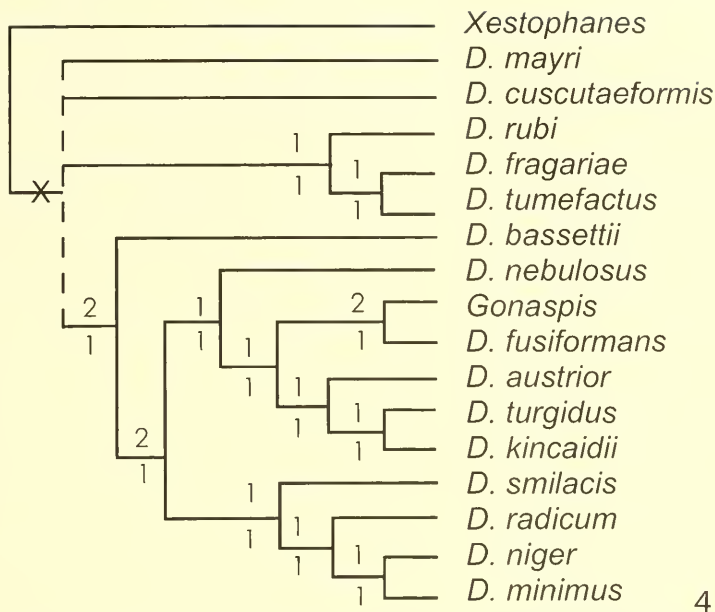 Xestophanes
D. mayri
D. cuscutaeformis
D. rubi
1
1
D. fragariae
1
1
D. tumefactus
D. bassettii
2
1
D. nebulosus
1
1
Gonaspis
2
1
D. fusiformans
1
1
D. austrior
1
1
D. turgidus
1
1
D. kincaidii
2
1
D. smilacis
1
1
D. radicum
1
1
D. niger
1
1
D. minimus
4
X